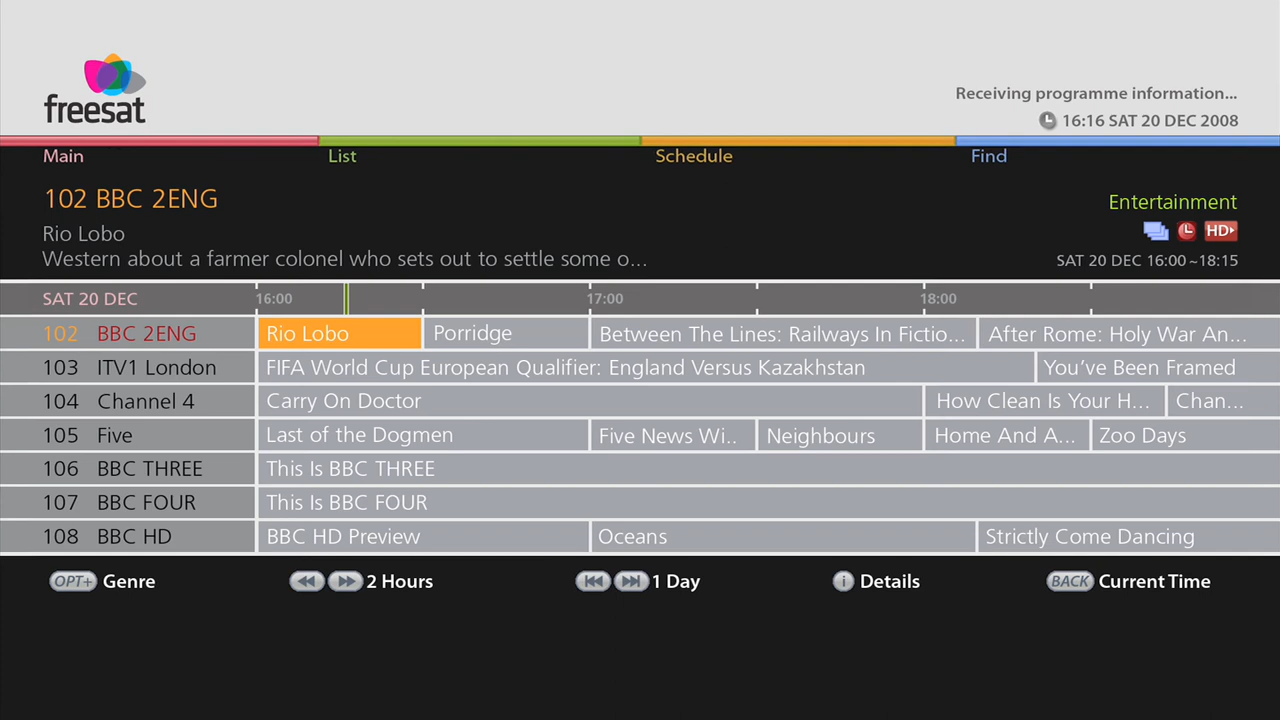 freesat
Receiving programme information...
16:16 SAT 20 DEC 2008
Main List Schedule Find
102 BBC 2ENG
Entertainment
Rio Lobo
HD
Western about a farmer colonel who sets out to settle some o...
SAT 20 DEC 16:00~18:15
SAT 20 DEC 16:00 17:00 18:00
102 BBC 2ENG Rio Lobo Porridge Between The Lines: Railways In Fictio... After Rome: Holy War An...
103 ITV1 London FIFA World Cup European Qualifier: England Versus Kazakhstan You've Been Framed
104 Channel 4 Carry On Doctor How Clean Is Your H... Chan...
105 Five Last of the Dogmen Five News Wi.. Neighbours Home And A... Zoo Days
106 BBC THREE This Is BBC THREE
107 BBC FOUR This Is BBC FOUR
108 BBC HD BBC HD Preview Oceans Strictly Come Dancing
OPT+ Genre 2 Hours 1 Day i Details BACK Current Time